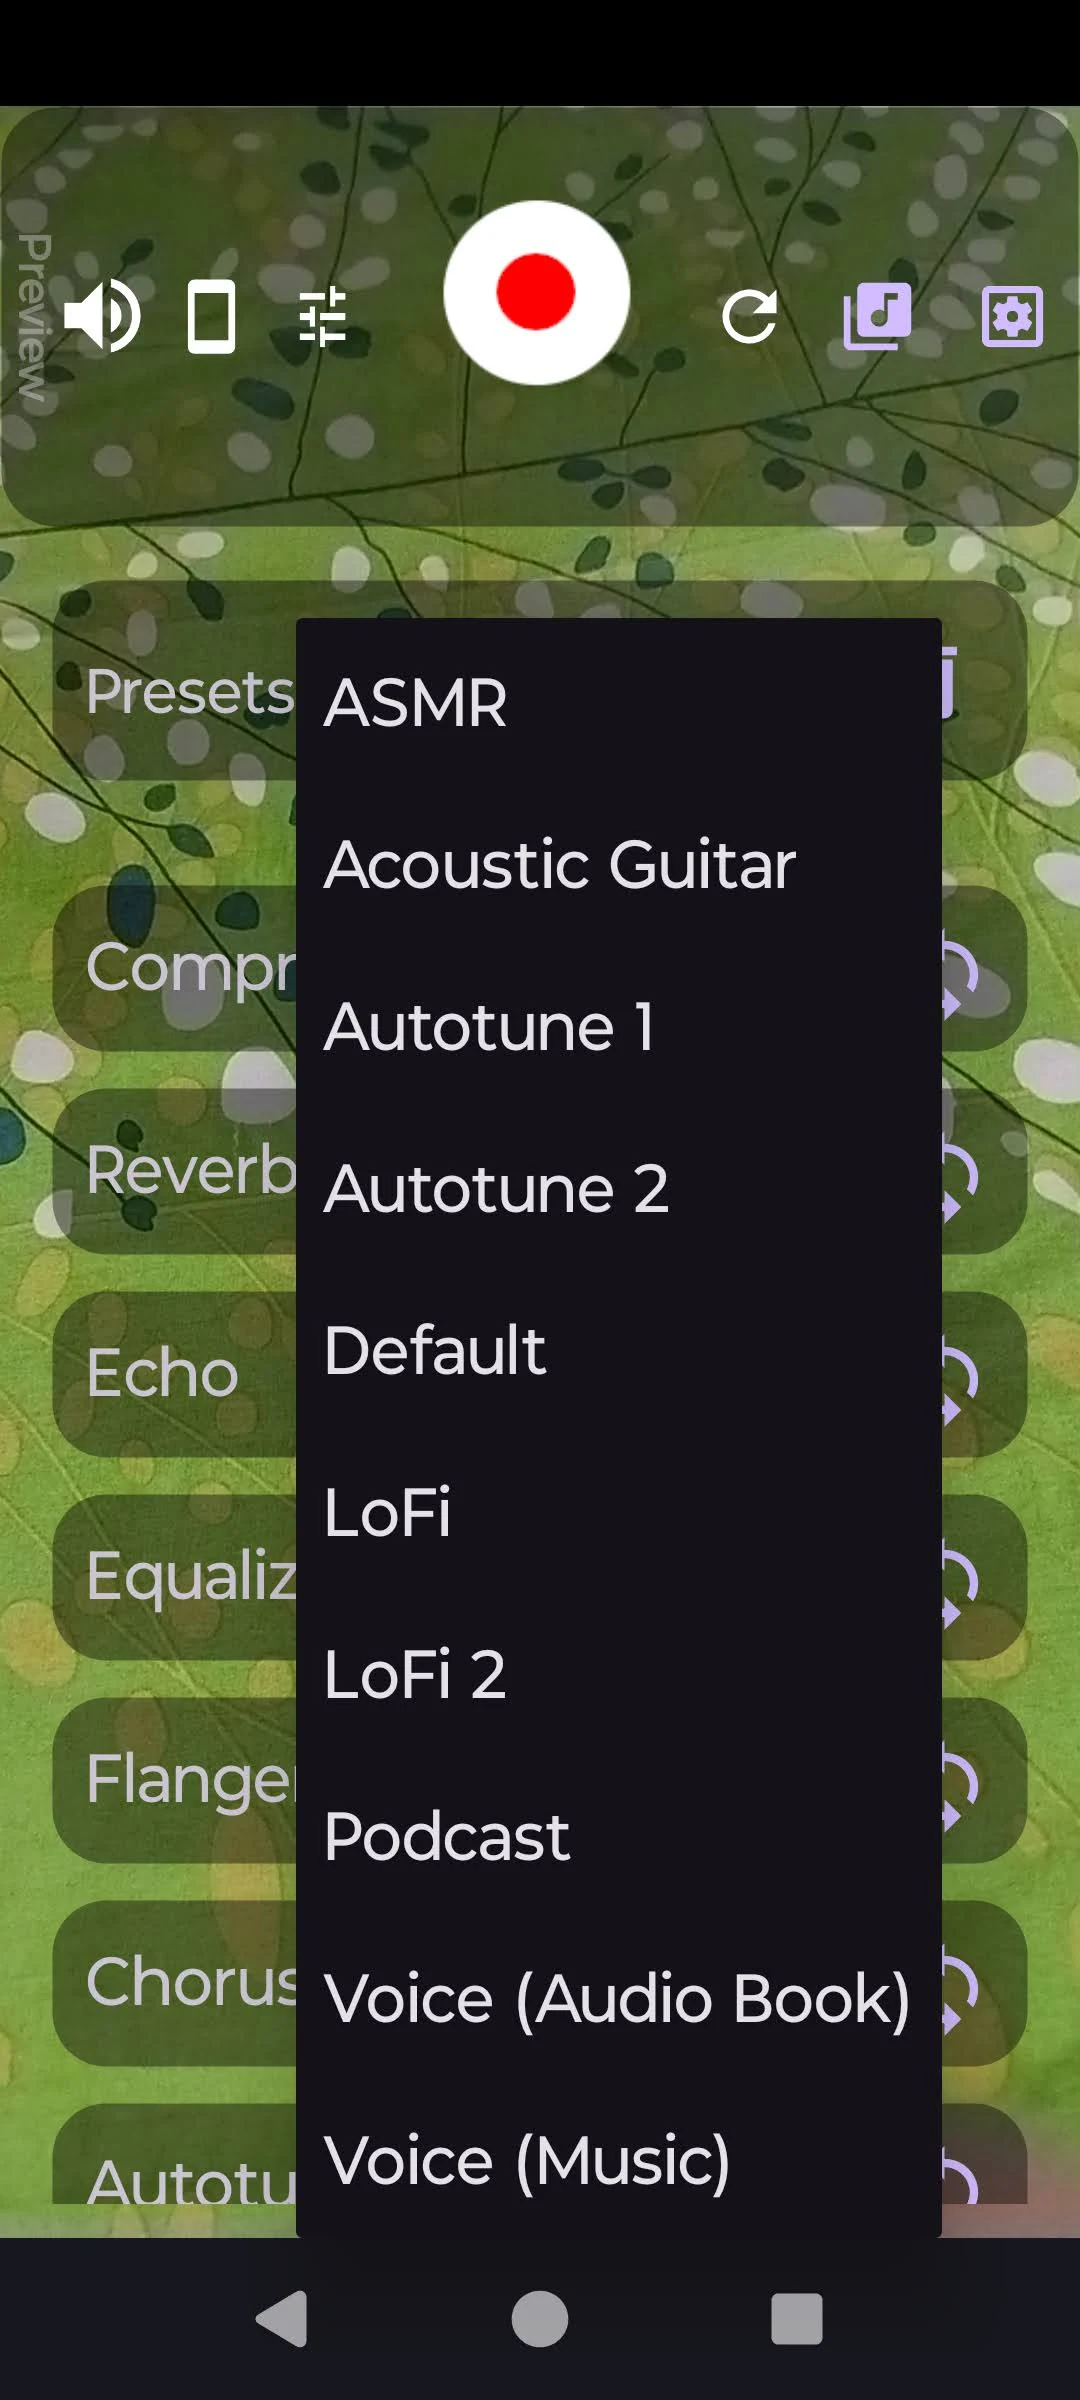 Preview
Presets
ASMR
Acoustic Guitar
Compr
Autotune 1
Reverb
Autotune 2
Echo
Default
LoFi
Equaliz
LoFi 2
Flanger
Podcast
Chorus
Voice (Audio Book)
Autotu
Voice (Music)